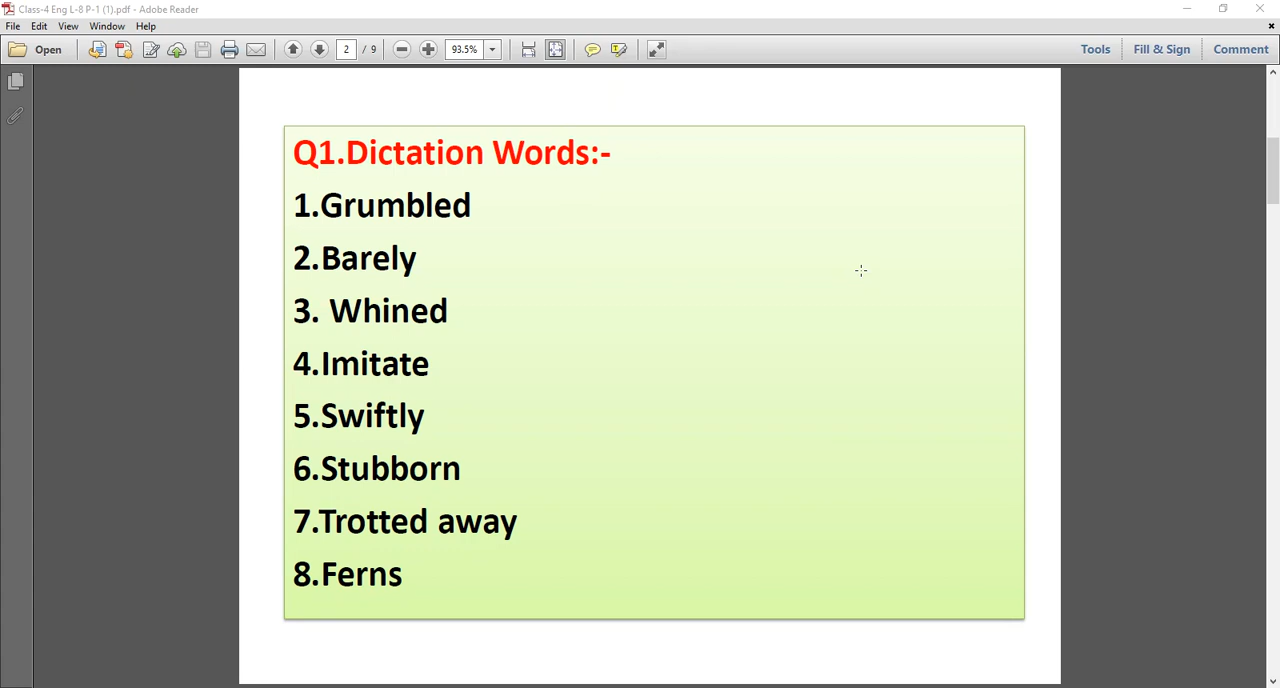 Class-4 Eng L-8 P-1 (1).pdf - Adobe Reader
File Edit View Window Help
Open 2 / 9 93.5% Tools Fill & Sign Comment
Q1.Dictation Words:-
1.Grumbled
2.Barely
3. Whined
4.Imitate
5.Swiftly
6.Stubborn
7.Trotted away
8.Ferns